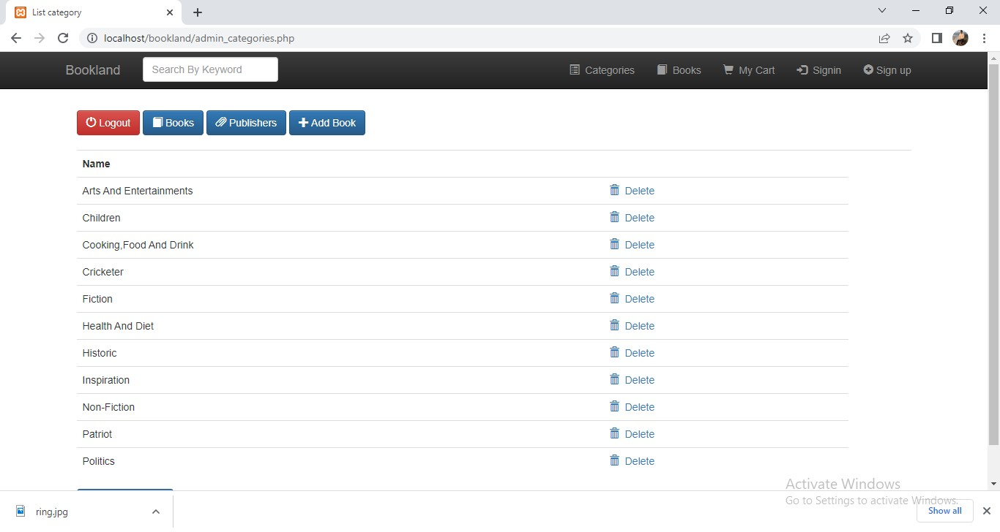 List category
localhost/bookland/admin_categories.php
Bookland Search By Keyword Categories Books My Cart Signin Sign up
Logout Books Publishers Add Book
Name
Arts And Entertainments Delete
Children Delete
Cooking,Food And Drink Delete
Cricketer Delete
Fiction Delete
Health And Diet Delete
Historic Delete
Inspiration Delete
Non-Fiction Delete
Patriot Delete
Politics Delete
Activate Windows
Go to Settings to activate Windows.
ring.jpg Show all